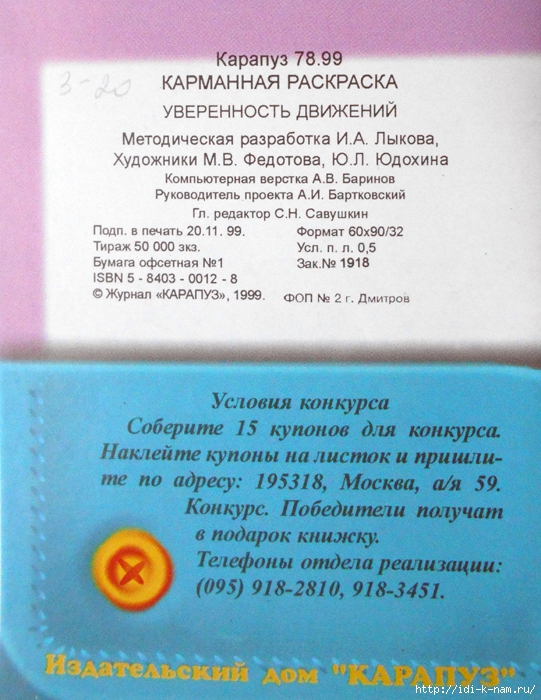 Карапуз 78.99
З-20
КАРМАННАЯ РАСКРАСКА
УВЕРЕННОСТЬ ДВИЖЕНИЙ
Методическая разработка И.А. Лыкова,
Художники М.В. Федотова, Ю.Л. Юдохина
Компьютерная верстка А.В. Баринов
Руководитель проекта А.И. Бартковский
Гл. редактор С.Н. Савушкин
Подп. в печать 20.11. 99. Формат 60х90/32
Тираж 50 000 экз. Усл. п. л. 0,5
Бумага офсетная №1 Зак.№ 1918
ISBN 5 - 8403 - 0012 - 8
© Журнал «КАРАПУЗ», 1999. ФОП № 2 г. Дмитров
Условия конкурса
Соберите 15 купонов для конкурса.
Наклейте купоны на листок и пришли-
те по адресу: 195318, Москва, а/я 59.
Конкурс. Победители получат
в подарок книжку.
Телефоны отдела реализации:
(095) 918-2810, 918-3451.
Издательский дом "КАРАПУЗ"
http://idi-k-nam.ru/